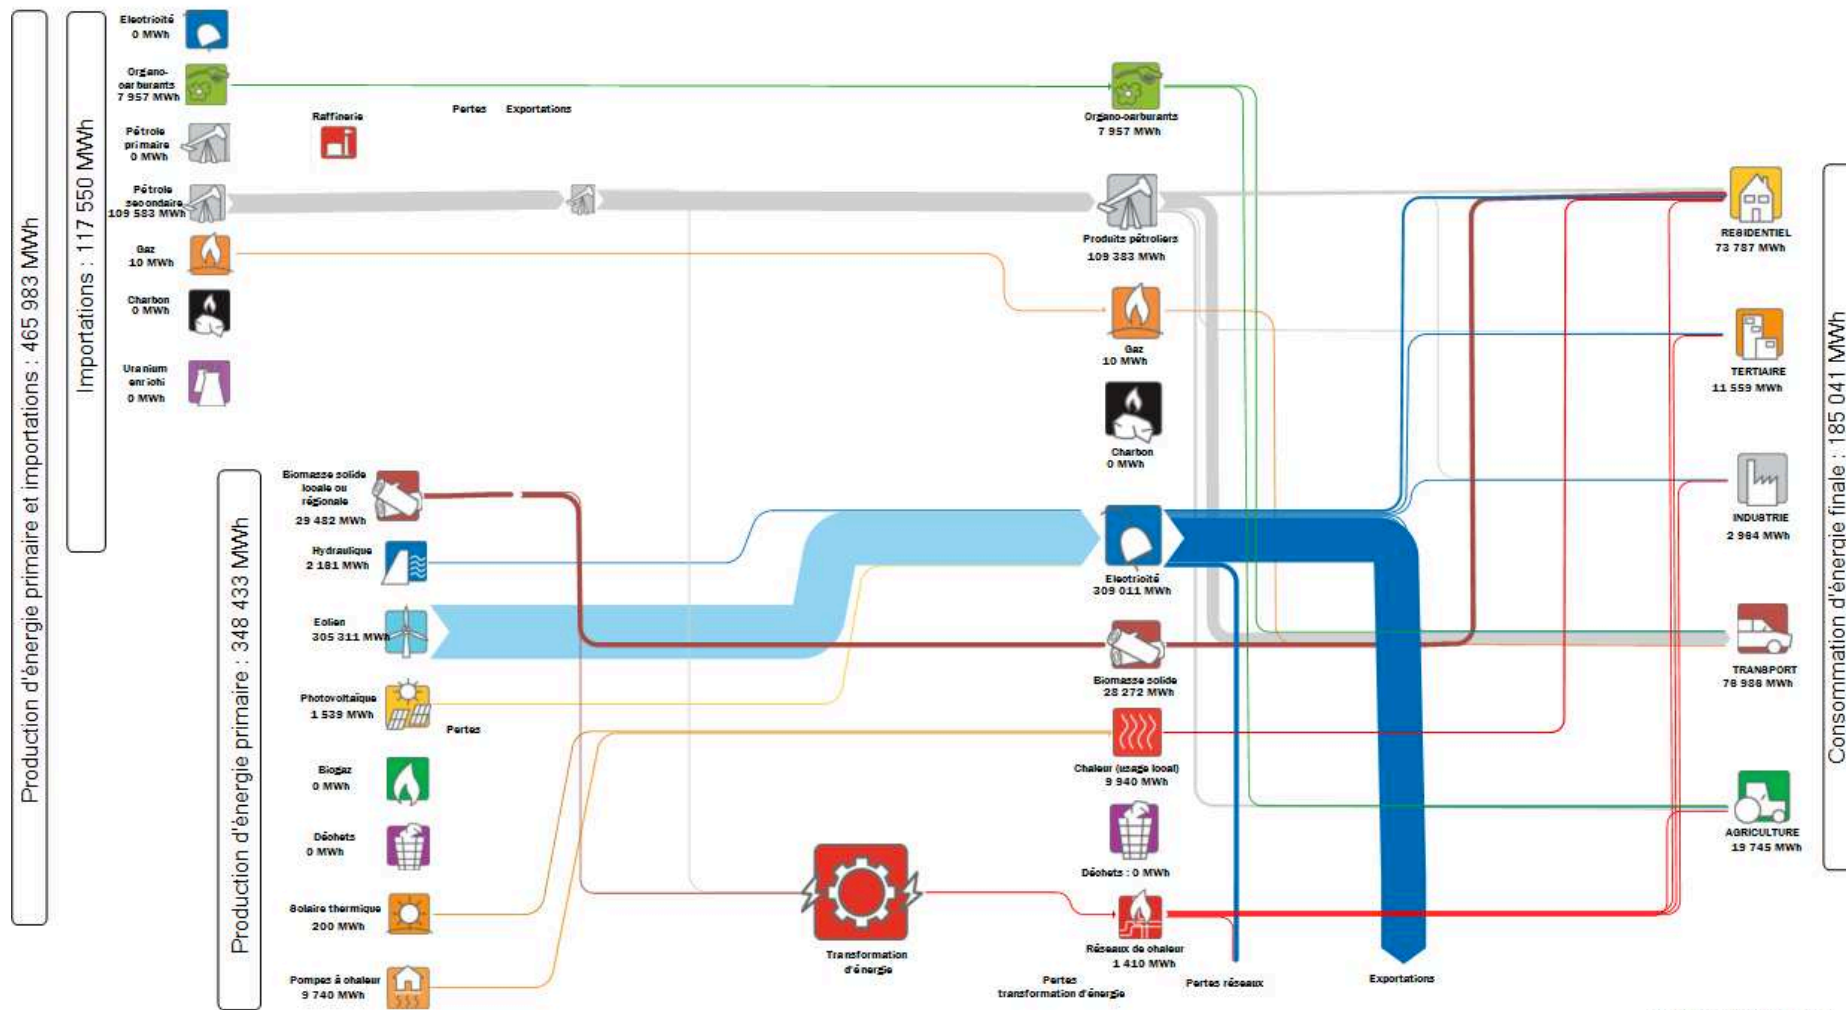 Production d'énergie primaire et importations : 465 983 MWh
Importations : 117 550 MWh
Electricité
0 MWh
Organo-
carburants
7 957 MWh
Pétrole
primaire
0 MWh
Pétrole
secondaire
109 583 MWh
Gaz
10 MWh
Charbon
0 MWh
Uranium
enrichi
0 MWh
Raffinerie
Pertes
Exportations
Production d'énergie primaire : 348 433 MWh
Biomasse solide
locale ou
régionale
29 482 MWh
Hydraulique
2 181 MWh
Eolien
305 311 MWh
Photovoltaïque
1 539 MWh
Pertes
Biogaz
0 MWh
Déchets
0 MWh
Solaire thermique
200 MWh
Pompes à chaleur
9 740 MWh
Transformation
d'énergie
Organo-carburants
7 957 MWh
Produits pétroliers
109 383 MWh
Gaz
10 MWh
Charbon
0 MWh
Electricité
309 011 MWh
Biomasse solide
28 272 MWh
Chaleur (usage local)
9 940 MWh
Déchets : 0 MWh
Réseaux de chaleur
1 410 MWh
Pertes
transformation d'énergie
Pertes réseaux
Exportations
RESIDENTIEL
73 787 MWh
TERTIAIRE
11 559 MWh
INDUSTRIE
2 964 MWh
TRANSPORT
76 986 MWh
AGRICULTURE
19 745 MWh
Consommation d'énergie finale : 185 041 MWh